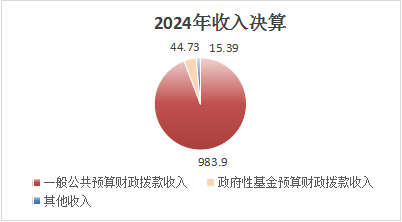 2024年收入决算
44.73
15.39
983.9
一般公共预算财政拨款收入
政府性基金预算财政拨款收入
其他收入